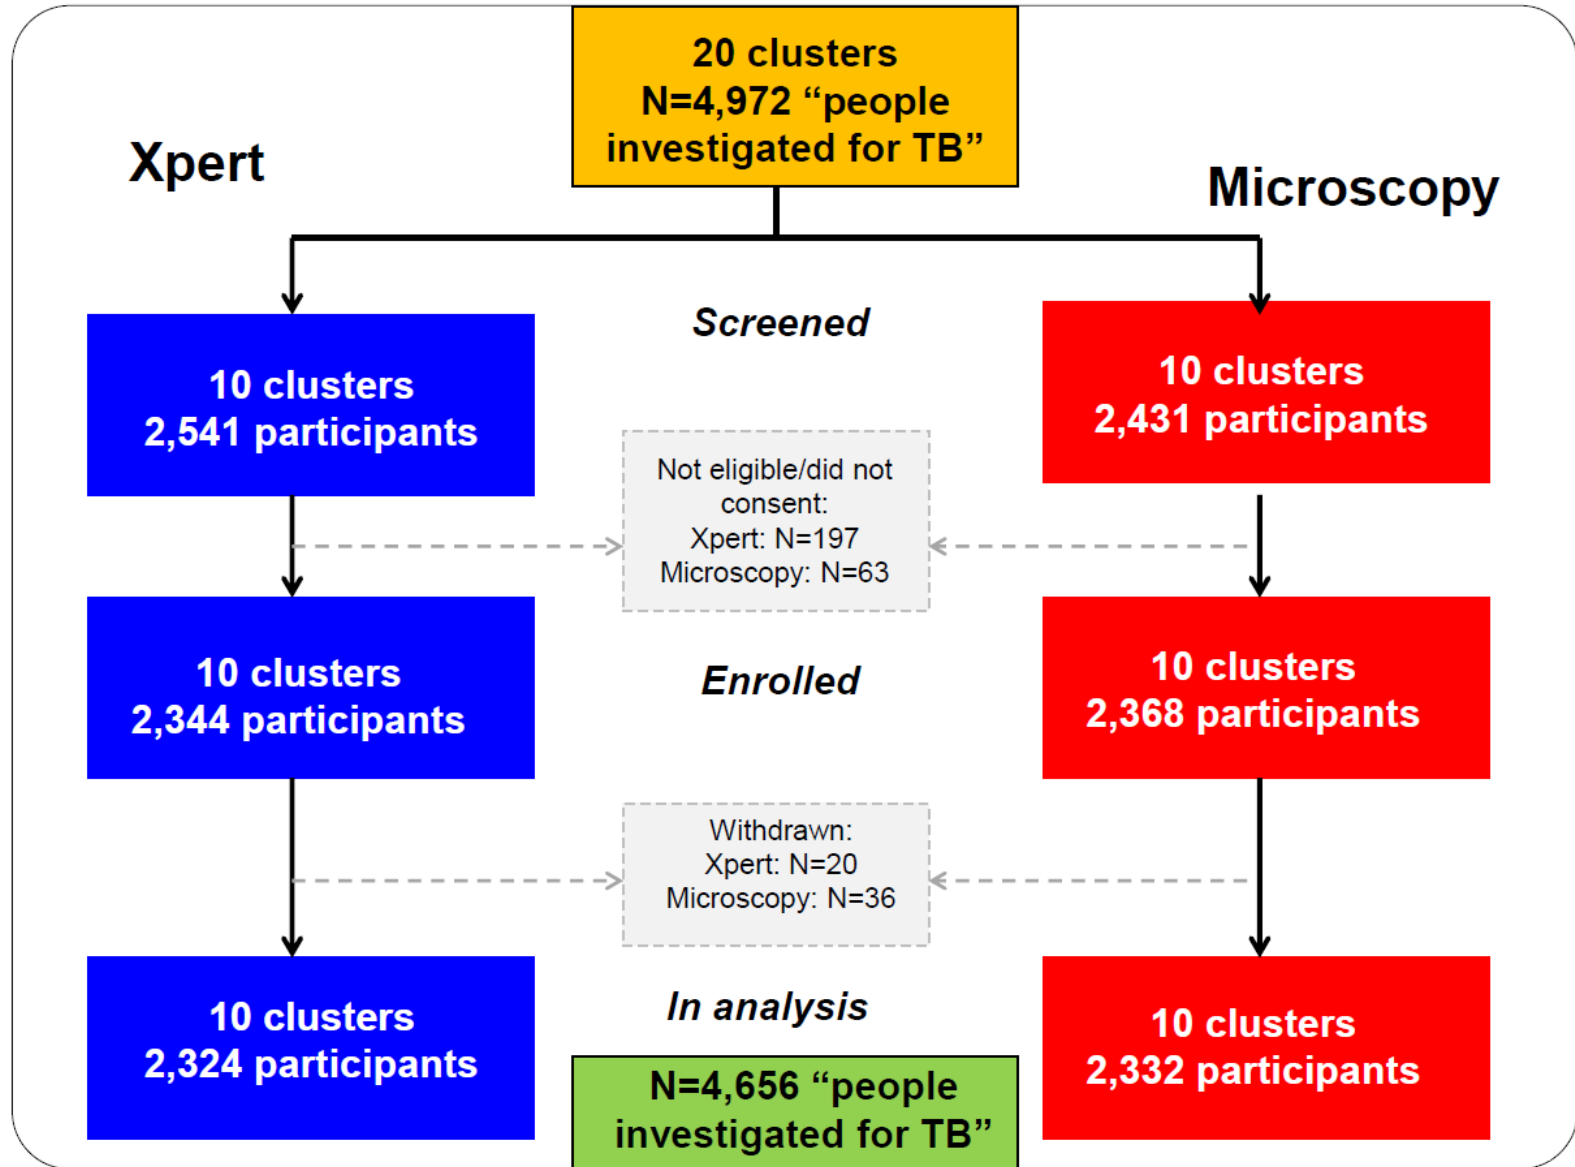 20 clusters
N=4,972 “people
investigated for TB”
Xpert
Microscopy
Screened
10 clusters
2,541 participants
10 clusters
2,431 participants
Not eligible/did not
consent:
Xpert: N=197
Microscopy: N=63
Enrolled
10 clusters
2,344 participants
10 clusters
2,368 participants
Withdrawn:
Xpert: N=20
Microscopy: N=36
In analysis
10 clusters
2,324 participants
10 clusters
2,332 participants
N=4,656 “people
investigated for TB”